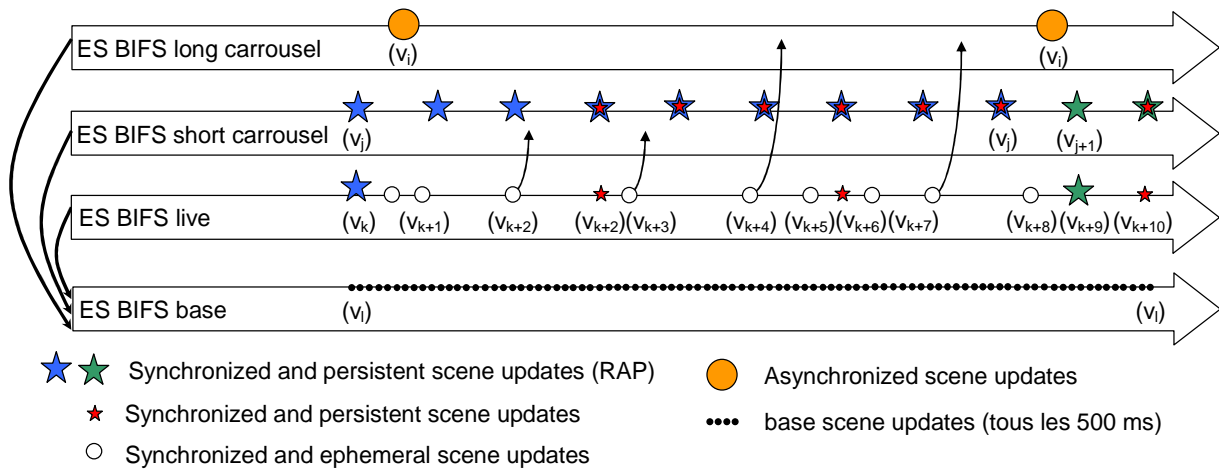 ES BIFS long carrousel
(vi) (vi)
ES BIFS short carrousel
(vj) (vj) (vj+1)
ES BIFS live
(vk) (vk+1) (vk+2) (vk+2) (vk+3) (vk+4) (vk+5) (vk+6) (vk+7) (vk+8) (vk+9) (vk+10)
ES BIFS base
(vl) (vl)
Synchronized and persistent scene updates (RAP)
Synchronized and persistent scene updates
Synchronized and ephemeral scene updates
Asynchronized scene updates
base scene updates (tous les 500 ms)